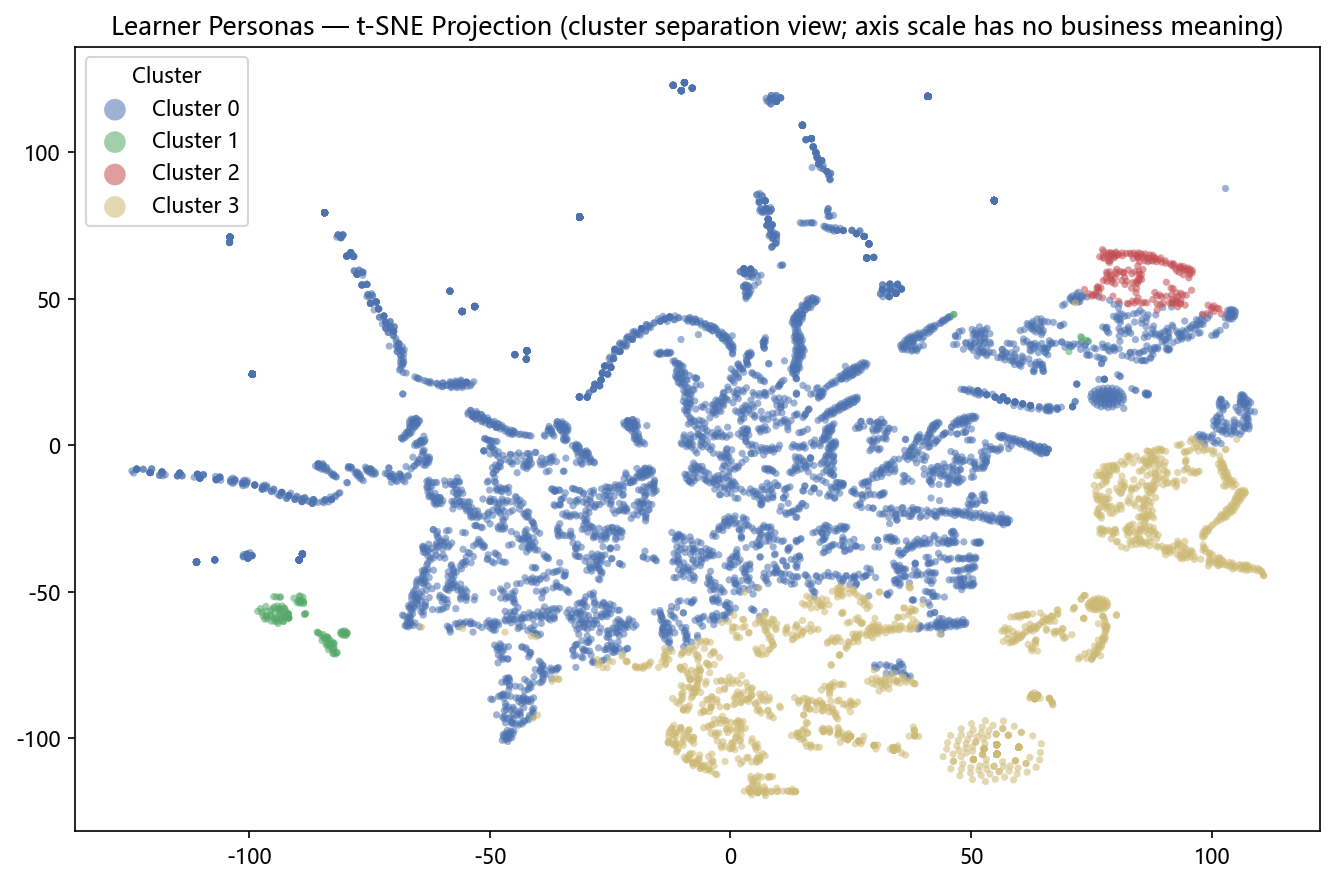 Learner Personas — t-SNE Projection (cluster separation view; axis scale has no business meaning)
Cluster
Cluster 0
Cluster 1
Cluster 2
Cluster 3
100
50
0
-50
-100
-100
-50
0
50
100